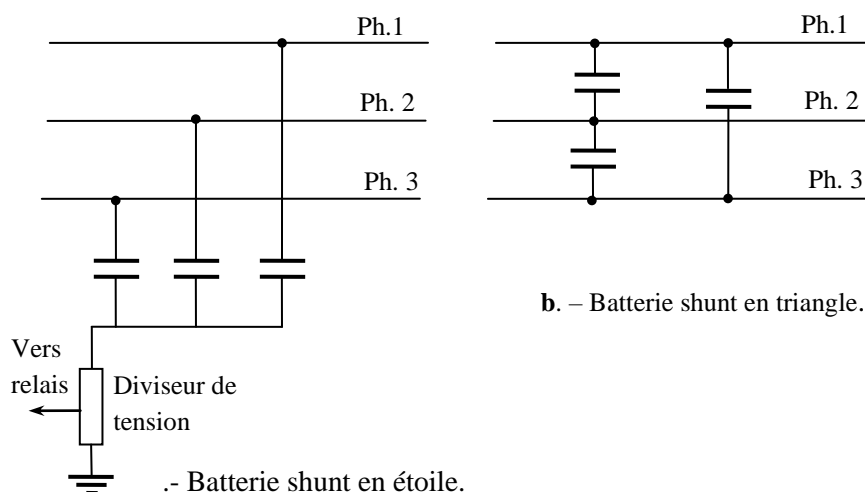 Ph.1
Ph. 2
Ph. 3
Vers
relais
Diviseur de
tension
.- Batterie shunt en étoile.
Ph.1
Ph. 2
Ph. 3
b. – Batterie shunt en triangle.